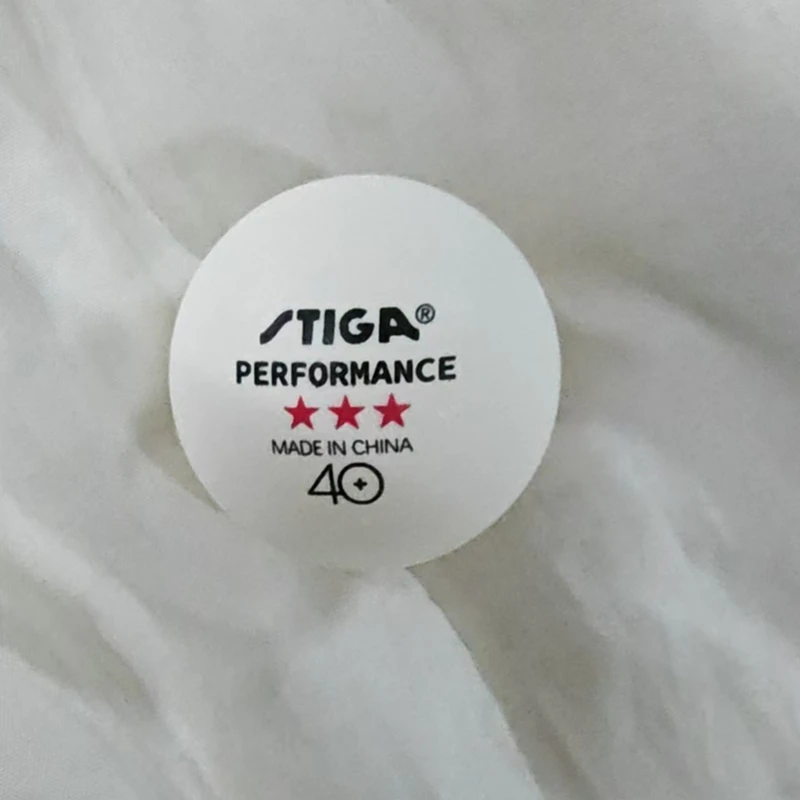 STIGA®
PERFORMANCE
★★★
MADE IN CHINA
40+